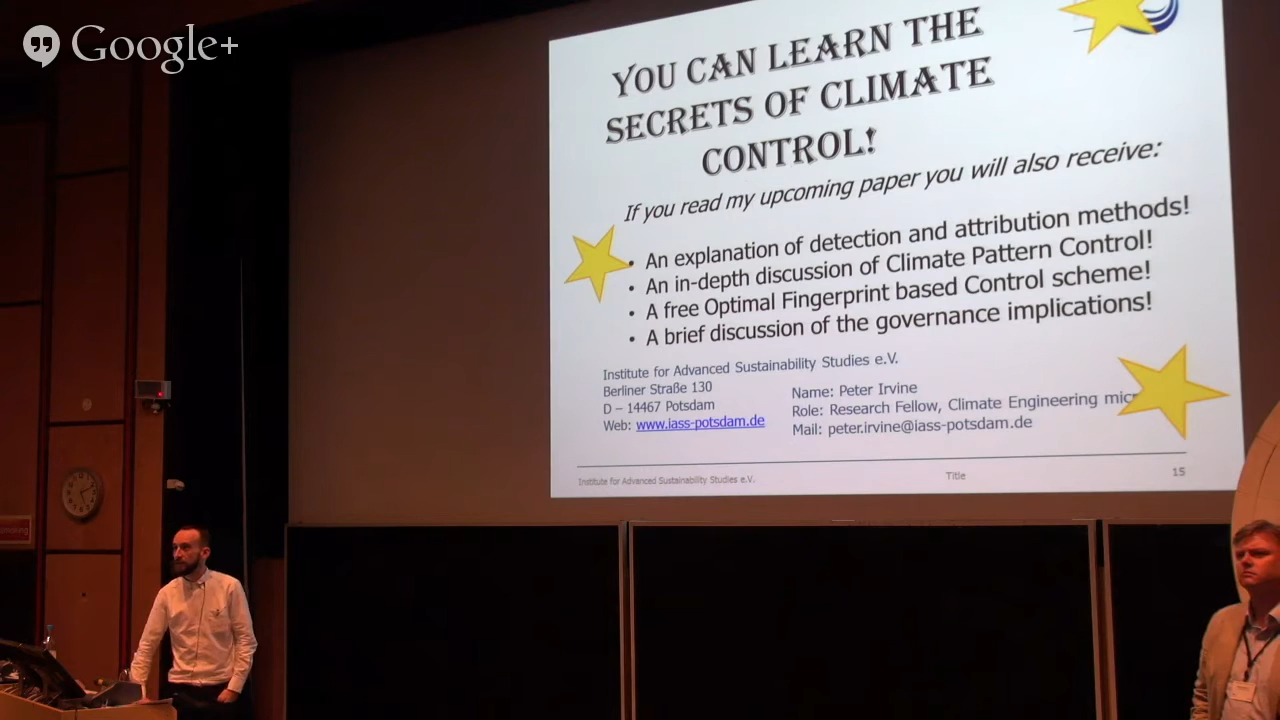 Google+
YOU CAN LEARN THE
SECRETS OF CLIMATE
CONTROL!
If you read my upcoming paper you will also receive:
• An explanation of detection and attribution methods!
• An in-depth discussion of Climate Pattern Control!
• A free Optimal Fingerprint based Control scheme!
• A brief discussion of the governance implications!
Institute for Advanced Sustainability Studies e.V.
Berliner Straße 130
D – 14467 Potsdam
Web: www.iass-potsdam.de
Name: Peter Irvine
Role: Research Fellow, Climate Engineering
Mail: peter.irvine@iass-potsdam.de
Institute for Advanced Sustainability Studies e.V.
Title
15